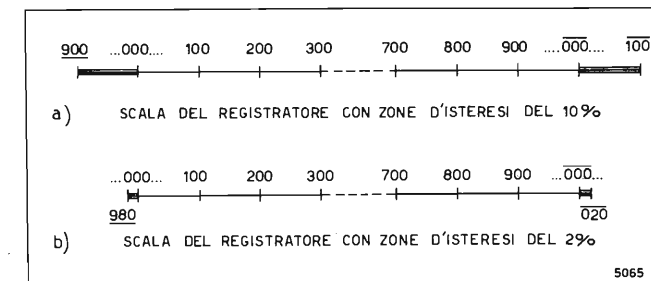 900 ...000... 100 200 300 700 800 900 ....000.... 100
a) SCALA DEL REGISTRATORE CON ZONE D'ISTERESI DEL 10%
...000... 100 200 300 700 800 900 ...000...
980 020
b) SCALA DEL REGISTRATORE CON ZONE D'ISTERESI DEL 2%
5065